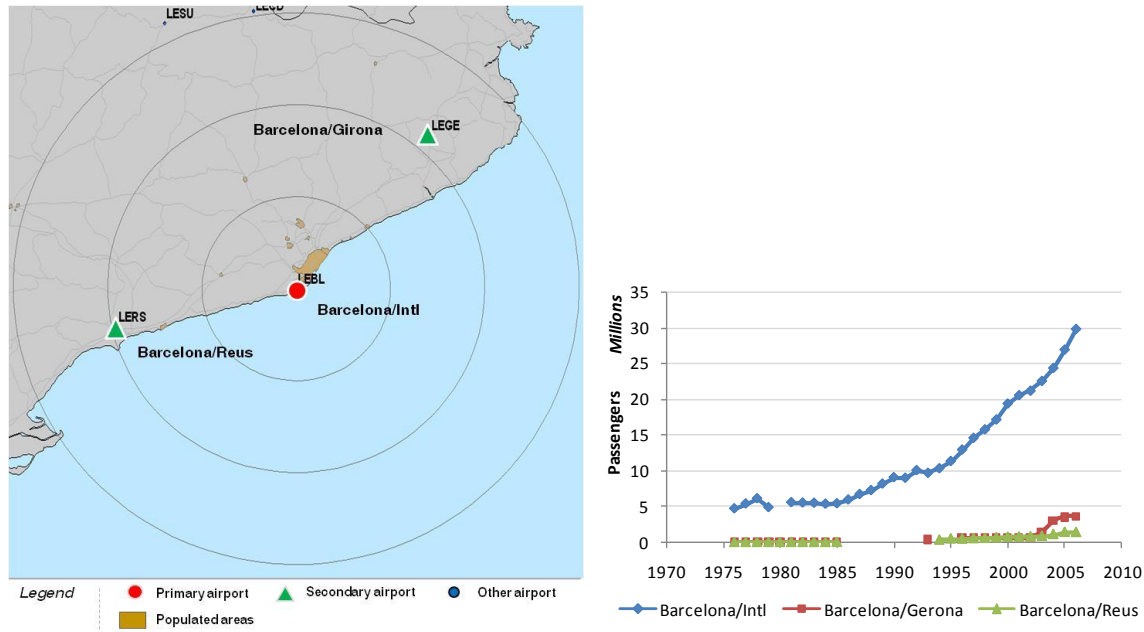 LESU
LECD
Barcelona/Girona
LEGE
LEBL
Barcelona/Intl
LERS
Barcelona/Reus
Legend
Primary airport
Secondary airport
Other airport
Populated areas
Passengers Millions
35
30
25
20
15
10
5
0
1970 1975 1980 1985 1990 1995 2000 2005 2010
Barcelona/Intl Barcelona/Gerona Barcelona/Reus